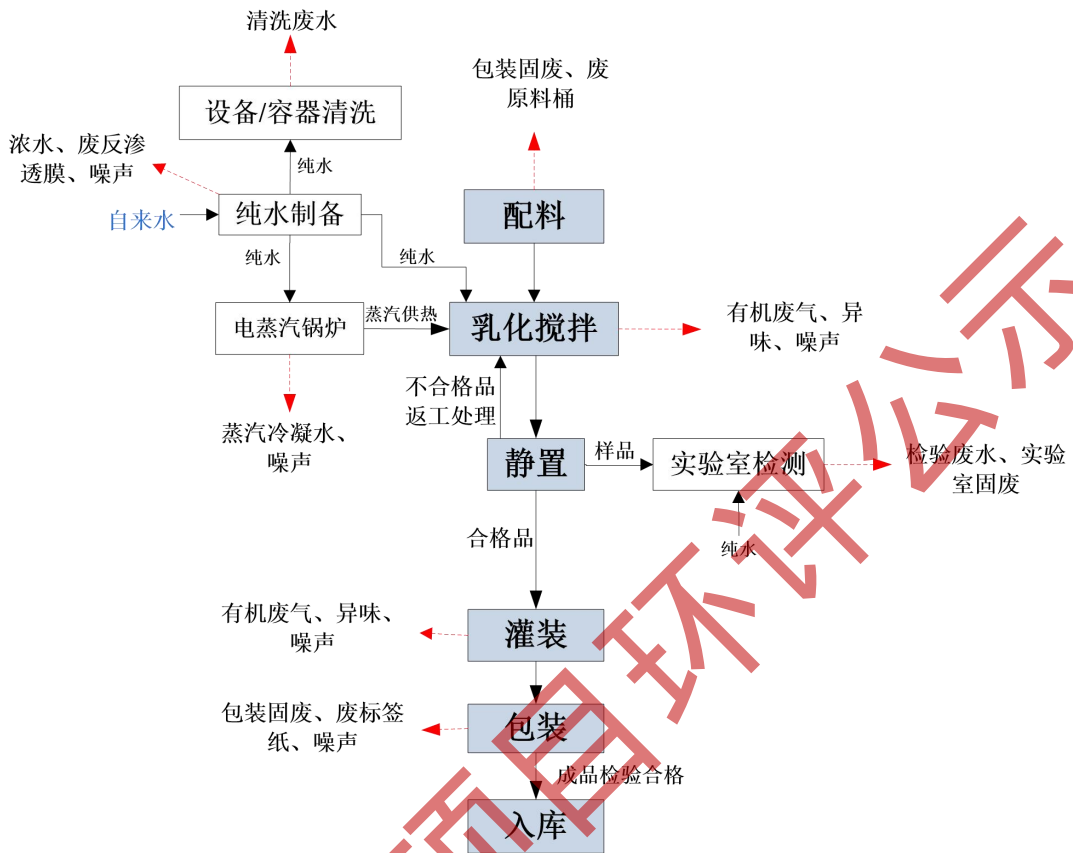 清洗废水
设备/容器清洗
包装固废、废
原料桶
浓水、废反渗
透膜、噪声
纯水
自来水
纯水制备
配料
纯水
纯水
电蒸汽锅炉
蒸汽供热
乳化搅拌
有机废气、异
味、噪声
不合格品
返工处理
蒸汽冷凝水、
噪声
静置
样品
实验室检测
检验废水、实验
室固废
合格品
纯水
有机废气、异味、
噪声
灌装
包装固废、废标签
纸、噪声
包装
成品检验合格
入库
项目环评公示